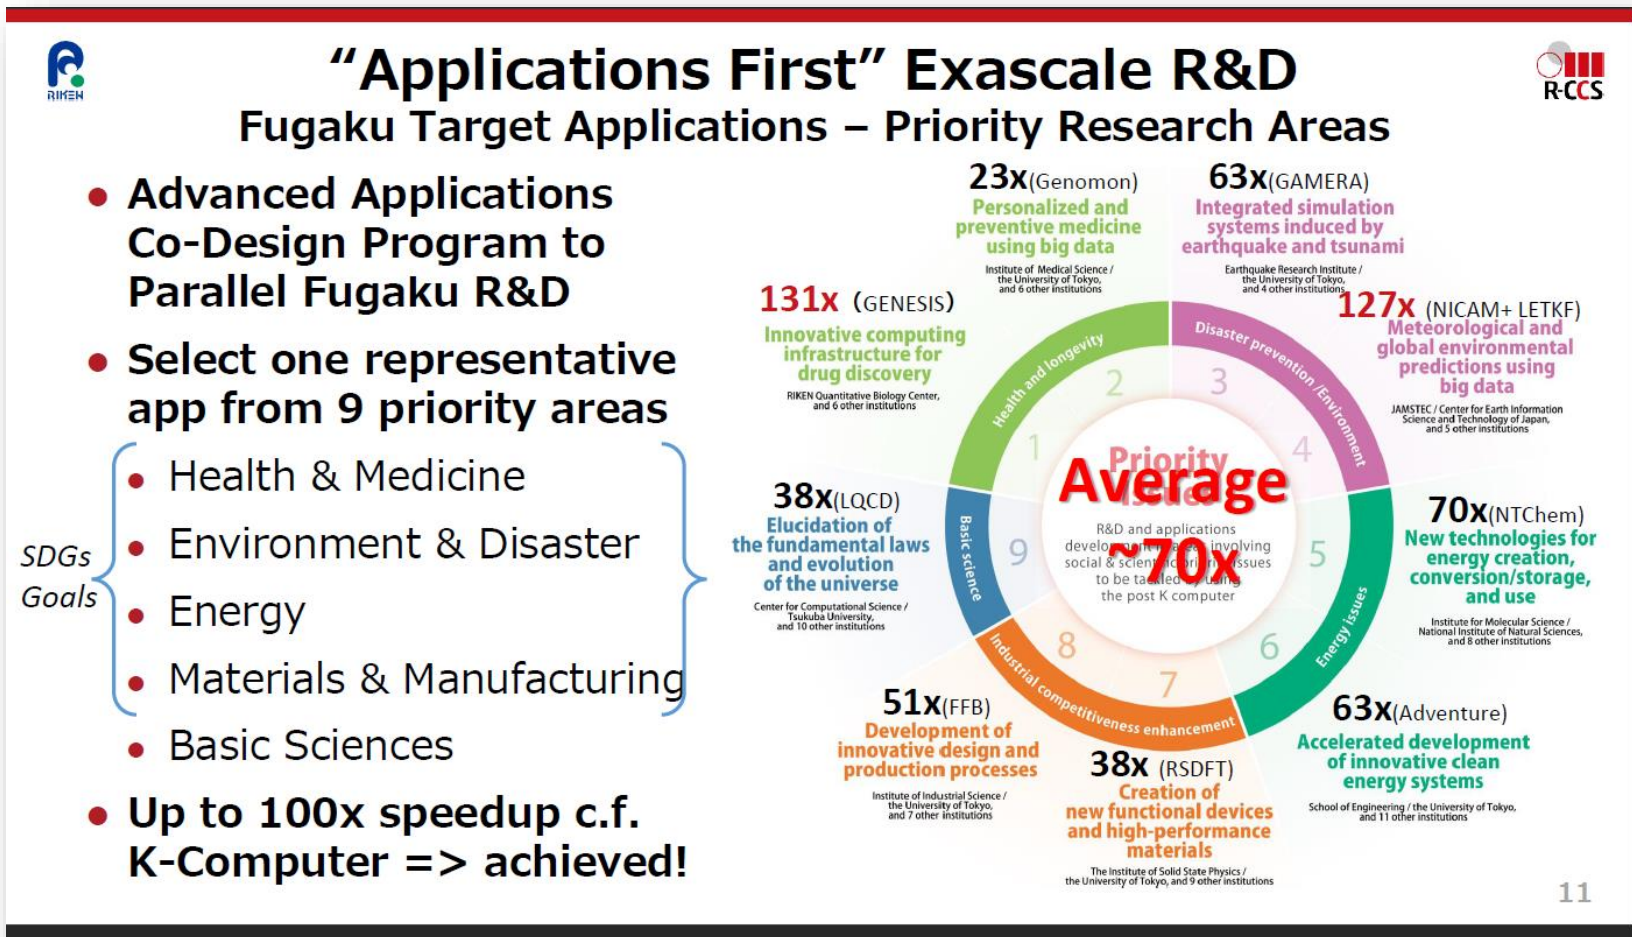 RIKEN
“Applications First” Exascale R&D
R-CCS
Fugaku Target Applications – Priority Research Areas
● Advanced Applications
Co-Design Program to
Parallel Fugaku R&D
● Select one representative
app from 9 priority areas
● Health & Medicine
● Environment & Disaster
● Energy
● Materials & Manufacturing
● Basic Sciences
SDGs
Goals
● Up to 100x speedup c.f.
K-Computer => achieved!
23x(Genomon)
Personalized and
preventive medicine
using big data
Institute of Medical Science /
the University of Tokyo,
and 6 other institutions
63x(GAMERA)
Integrated simulation
systems induced by
earthquake and tsunami
Earthquake Research Institute /
the University of Tokyo,
and 4 other institutions
131x (GENESIS)
Innovative computing
infrastructure for
drug discovery
RIKEN Quantitative Biology Center,
and 6 other institutions
127x (NICAM+ LETKF)
Meteorological and
global environmental
predictions using
big data
JAMSTEC / Center for Earth Information
Science and Technology of Japan,
and 5 other institutions
38x(LQCD)
Elucidation of
the fundamental laws
and evolution
of the universe
Center for Computational Science /
Tsukuba University,
and 10 other institutions
70x(NTChem)
New technologies for
energy creation,
conversion/storage,
and use
Institute for Molecular Science /
National Institute of Natural Sciences,
and 8 other institutions
51x(FFB)
Development of
innovative design and
production processes
Institute of Industrial Science /
the University of Tokyo,
and 7 other institutions
38x (RSDFT)
Creation of
new functional devices
and high-performance
materials
The Institute of Solid State Physics /
the University of Tokyo, and 9 other institutions
63x(Adventure)
Accelerated development
of innovative clean
energy systems
School of Engineering / the University of Tokyo,
and 11 other institutions
Health and longevity
Disaster prevention /Environment
Energy issues
Industrial competitiveness enhancement
Basic science
1
2
3
4
5
6
7
8
9
Priority
Issues
Average
~70x
R&D and applications
development involving
social & scientific priority issues
to be tackled by using
the post K computer
11